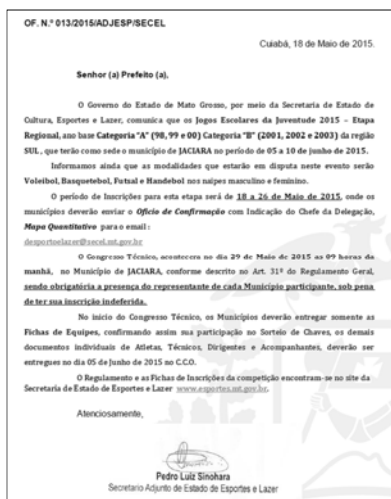 OF. N.º 013/2015/ADJESP/SECEL
Cuiabá, 18 de Maio de 2015.
Senhor (a) Prefeito (a),
O Governo do Estado de Mato Grosso, por meio da Secretaria de Estado de
Cultura, Esportes e Lazer, comunica que os Jogos Escolares da Juventude 2015 – Etapa
Regional, ano base Categoria "A" (98, 99 e 00) Categoria "B" (2001, 2002 e 2003) da região
SUL, que terão como sede o município de JACIARA no período de 05 a 10 de junho de 2015.
Informamos ainda que as modalidades que estarão em disputa neste evento serão
Voleibol, Basquetebol, Futsal e Handebol nos naipes masculino e feminino.
O período de Inscrições para esta etapa será de 18 a 26 de Maio de 2015, onde os
municípios deverão enviar o Ofício de Confirmação com Indicação do Chefe da Delegação,
Mapa Quantitativo para o email :
desportoelazer@secel.mt.gov.br
O Congresso Técnico, acontecera no dia 29 de Maio de 2015 as 09 horas da
manhã, no Município de JACIARA, conforme descrito no Art. 31º do Regulamento Geral,
sendo obrigatória a presença do representante de cada Município participante, sob pena
de ter sua inscrição indeferida.
No inicio do Congresso Técnico, os Municípios deverão entregar somente as
Fichas de Equipes, confirmando assim sua participação no Sorteio de Chaves, os demais
documentos individuais de Atletas, Técnicos, Dirigentes e Acompanhantes, deverão ser
entregues no dia 05 de Junho de 2015 no C.C.O.
O Regulamento e as Fichas de Inscrições da competição encontram-se no site da
Secretaria de Estado de Esportes e Lazer www.esportes.mt.gov.br.
Atenciosamente,
Pedro Luiz Sinohara
Secretario Adjunto de Estado de Esportes e Lazer